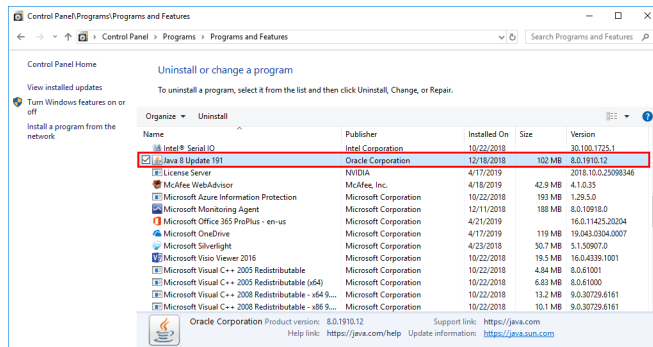 Control Panel\Programs\Programs and Features
Control Panel > Programs > Programs and Features
Search Programs and Features
Control Panel Home
View installed updates
Turn Windows features on or
off
Install a program from the
network
Uninstall or change a program
To uninstall a program, select it from the list and then click Uninstall, Change, or Repair.
Organize Uninstall
Name Publisher Installed On Size Version
Intel® Serial IO Intel Corporation 10/22/2018 30.100.1725.1
Java 8 Update 191 Oracle Corporation 12/18/2018 102 MB 8.0.1910.12
License Server NVIDIA 4/17/2019 2018.10.0.25098346
McAfee WebAdvisor McAfee, Inc. 4/18/2019 42.9 MB 4.1.0.35
Microsoft Azure Information Protection Microsoft Corporation 10/22/2018 193 MB 1.29.5.0
Microsoft Monitoring Agent Microsoft Corporation 12/11/2018 188 MB 8.0.10918.0
Microsoft Office 365 ProPlus - en-us Microsoft Corporation 4/21/2019 16.0.11425.20204
Microsoft OneDrive Microsoft Corporation 4/17/2019 119 MB 19.043.0304.0007
Microsoft Silverlight Microsoft Corporation 4/23/2018 50.7 MB 5.1.50907.0
Microsoft Visio Viewer 2016 Microsoft Corporation 10/22/2018 19.5 MB 16.0.4339.1001
Microsoft Visual C++ 2005 Redistributable Microsoft Corporation 10/22/2018 4.84 MB 8.0.61001
Microsoft Visual C++ 2005 Redistributable (x64) Microsoft Corporation 10/22/2018 6.83 MB 8.0.61000
Microsoft Visual C++ 2008 Redistributable - x64 9.... Microsoft Corporation 10/22/2018 13.2 MB 9.0.30729.6161
Microsoft Visual C++ 2008 Redistributable - x86 9.... Microsoft Corporation 10/22/2018 10.1 MB 9.0.30729.6161
Oracle Corporation Product version: 8.0.1910.12 Support link: https://java.com
Help link: https://java.com/help Update information: https://java.sun.com